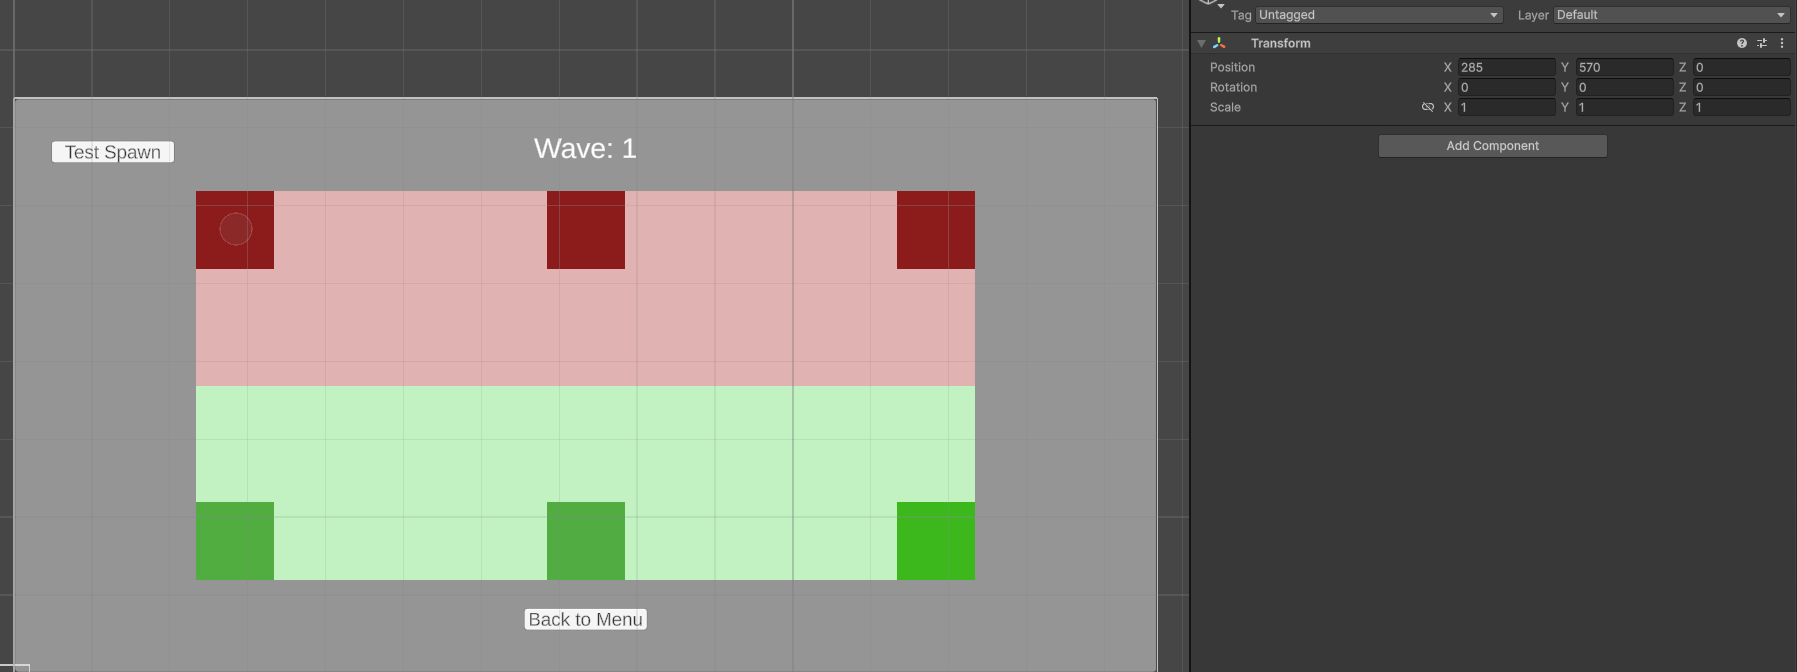 Tag Untagged Layer Default
Transform
Position X 285 Y 570 Z 0
Rotation X 0 Y 0 Z 0
Scale X 1 Y 1 Z 1
Add Component
Wave: 1
Test Spawn
Back to Menu